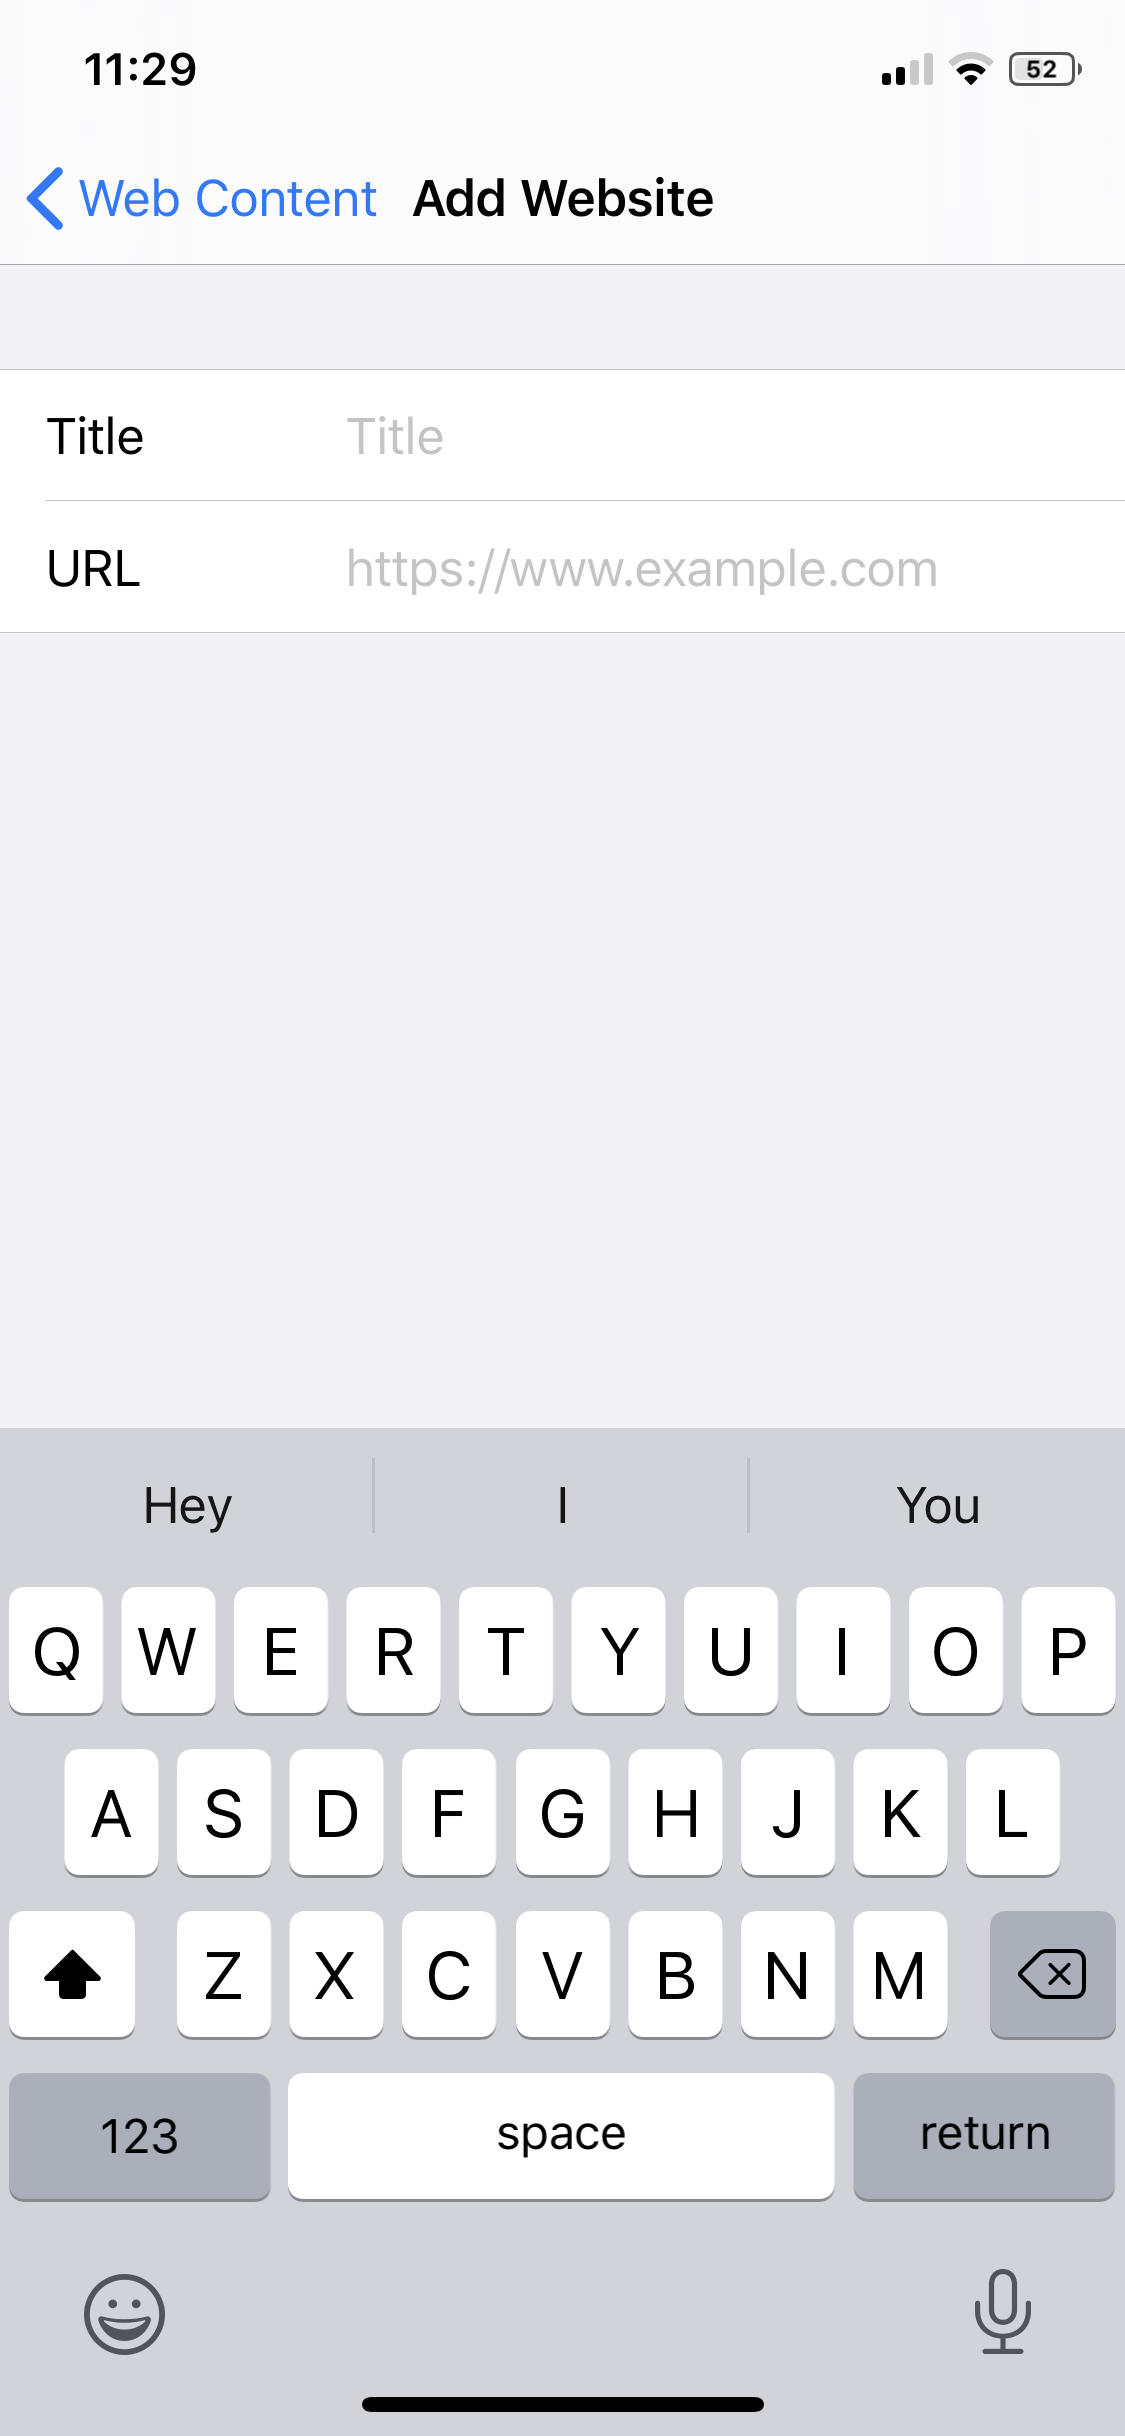 11:29
52
Web Content Add Website
Title Title
URL https://www.example.com
Hey I You
Q W E R T Y U I O P
A S D F G H J K L
Z X C V B N M
123 space return